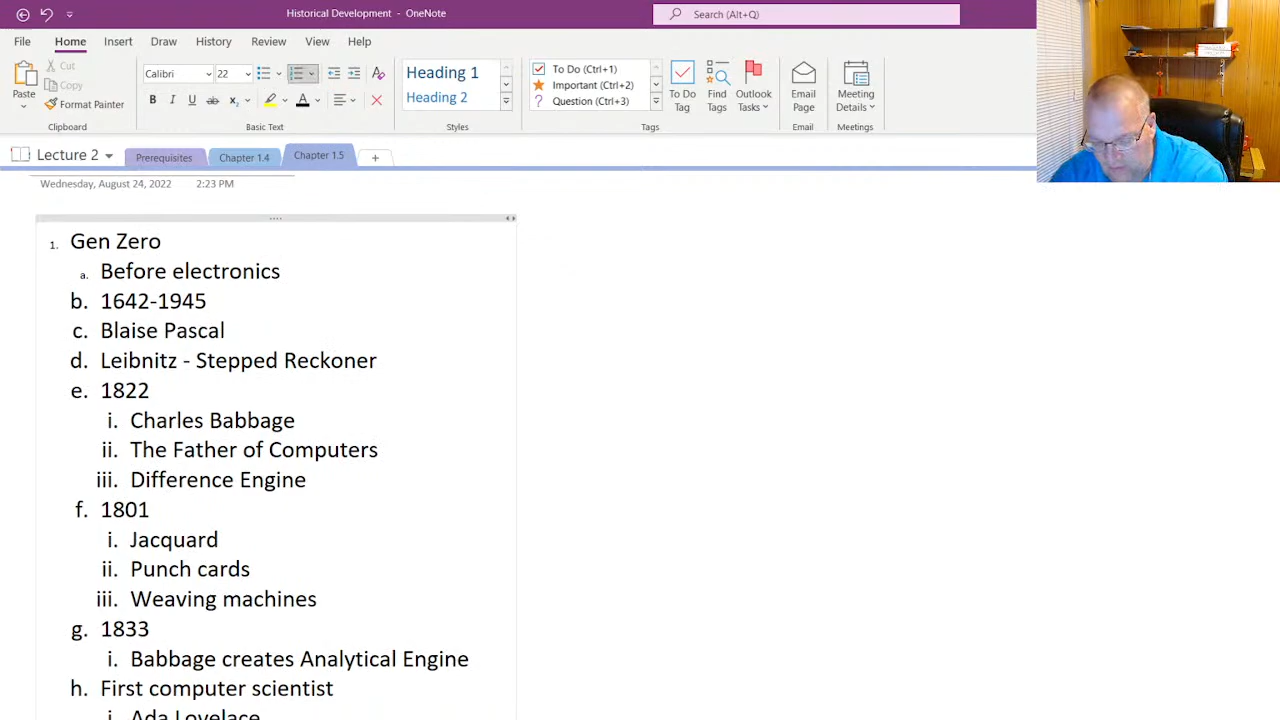 Historical Development - OneNote
Search (Alt+Q)
File Home Insert Draw History Review View Help
Paste
Cut
Copy
Format Painter
Clipboard
Calibri 22
B I U ab x₂ A
Basic Text
Heading 1
Heading 2
Styles
To Do (Ctrl+1)
Important (Ctrl+2)
? Question (Ctrl+3)
Tags
To Do Tag
Find Tags
Outlook Tasks
Email Page
Email
Meeting Details
Meetings
Lecture 2 Prerequisites Chapter 1.4 Chapter 1.5 +
Wednesday, August 24, 2022 2:23 PM
1. Gen Zero
a. Before electronics
b. 1642-1945
c. Blaise Pascal
d. Leibnitz - Stepped Reckoner
e. 1822
i. Charles Babbage
ii. The Father of Computers
iii. Difference Engine
f. 1801
i. Jacquard
ii. Punch cards
iii. Weaving machines
g. 1833
i. Babbage creates Analytical Engine
h. First computer scientist
i. Ada Lovelace